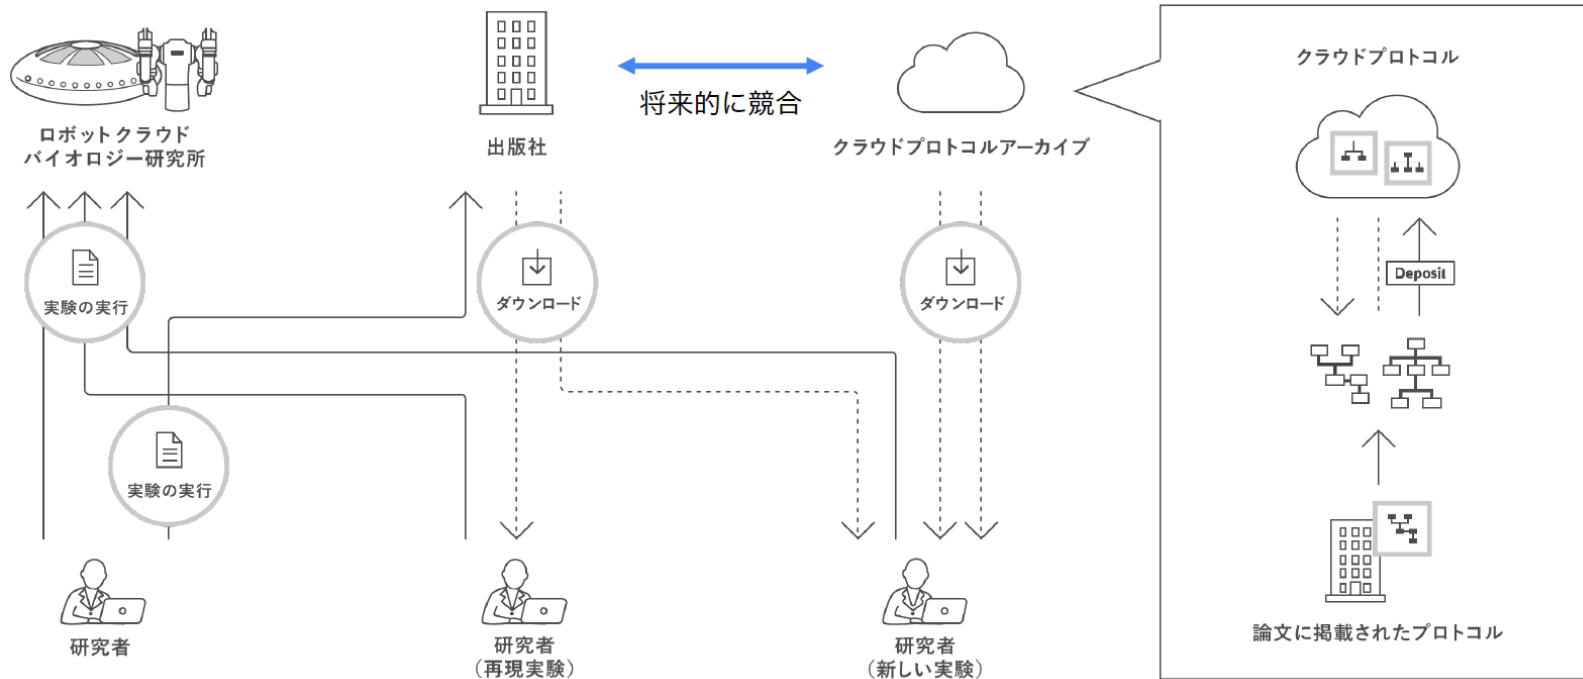 ロボットクラウド
バイオロジー研究所
出版社
将来的に競合
クラウドプロトコルアーカイブ
クラウドプロトコル
実験の実行
ダウンロード
ダウンロード
Deposit
実験の実行
研究者
研究者
（再現実験）
研究者
（新しい実験）
論文に掲載されたプロトコル